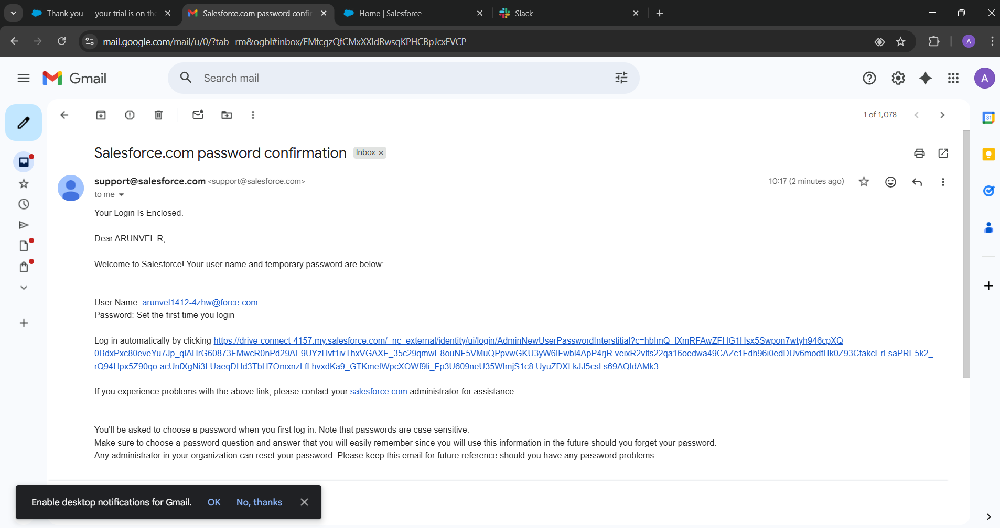 Thank you — your trial is on the
Salesforce.com password confir
Home | Salesforce
Slack
mail.google.com/mail/u/0/?tab=rm&ogbl#inbox/FMfcgzQfCMxXXldRwsqKPHCBpJcxFVCP
A
Gmail
Search mail
A
1 of 1,078
31
Salesforce.com password confirmation
Inbox ×
support@salesforce.com <support@salesforce.com>
10:17 (2 minutes ago)
to me
Your Login Is Enclosed.
Dear ARUNVEL R,
Welcome to Salesforce! Your user name and temporary password are below:
User Name: arunvel1412-4zhw@force.com
Password: Set the first time you login
Log in automatically by clicking https://drive-connect-4157.my.salesforce.com/_nc_external/identity/ui/login/AdminNewUserPasswordInterstitial?c=hbImQ_lXmRFAwZFHG1Hsx5Swpon7wtyh946cpXQ
0BdxPxc80eveYu7Jp_qlAHrG60873FMwcR0nPd29AE9UYzHvt1ivThxVGAXF_35c29qmwE8ouNF5VMuQPpvwGKU3yW6IFwbl4ApP4rjR.veixR2vlts22qa16oedwa49CAZc1Fdh96i0edDUv6modfHk0Z93CtakcErLsaPRE5k2_
rQ94Hpx5Z90qo.acUnfXgNi3LUaeqDHd3TbH7OmxnzLfLhvxdKa9_GTKmeIWpcXOWf9li_Fp3U609neU35WlmjS1c8.UyuZDXLkJJ5csLs69AQIdAMk3
If you experience problems with the above link, please contact your salesforce.com administrator for assistance.
You'll be asked to choose a password when you first log in. Note that passwords are case sensitive.
Make sure to choose a password question and answer that you will easily remember since you will use this information in the future should you forget your password.
Any administrator in your organization can reset your password. Please keep this email for future reference should you have any password problems.
Enable desktop notifications for Gmail. OK No, thanks